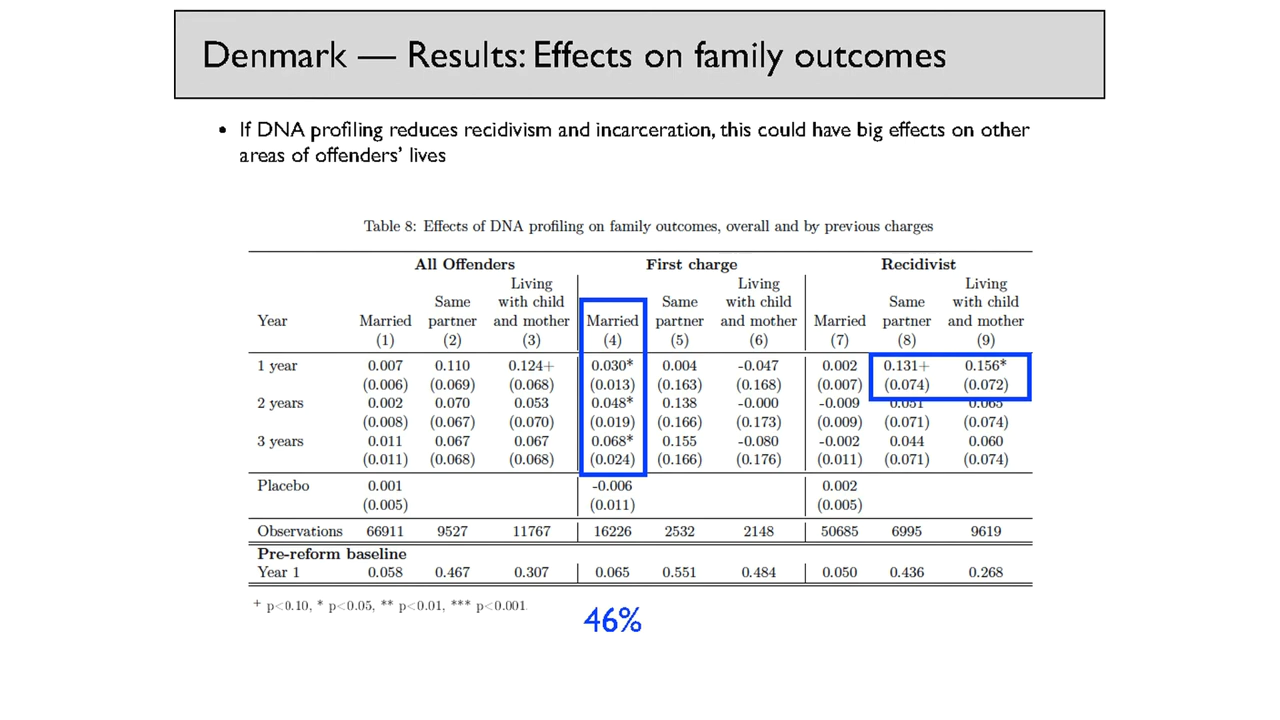 Denmark — Results: Effects on family outcomes
• If DNA profiling reduces recidivism and incarceration, this could have big effects on other
areas of offenders' lives
Table 8: Effects of DNA profiling on family outcomes, overall and by previous charges
All Offenders First charge Recidivist
Living Living Living
Same with child Same with child Same with child
Year Married partner and mother Married partner and mother Married partner and mother
(1) (2) (3) (4) (5) (6) (7) (8) (9)
1 year 0.007 0.110 0.124+ 0.030* 0.004 -0.047 0.002 0.131+ 0.156*
(0.006) (0.069) (0.068) (0.013) (0.163) (0.168) (0.007) (0.074) (0.072)
2 years 0.002 0.070 0.053 0.048* 0.138 -0.000 -0.009 0.051 0.065
(0.008) (0.067) (0.070) (0.019) (0.166) (0.173) (0.009) (0.071) (0.074)
3 years 0.011 0.067 0.067 0.068* 0.155 -0.080 -0.002 0.044 0.060
(0.011) (0.068) (0.068) (0.024) (0.166) (0.176) (0.011) (0.071) (0.074)
Placebo 0.001 -0.006 0.002
(0.005) (0.011) (0.005)
Observations 66911 9527 11767 16226 2532 2148 50685 6995 9619
Pre-reform baseline
Year 1 0.058 0.467 0.307 0.065 0.551 0.484 0.050 0.436 0.268
+ p<0.10, * p<0.05, ** p<0.01, *** p<0.001
46%